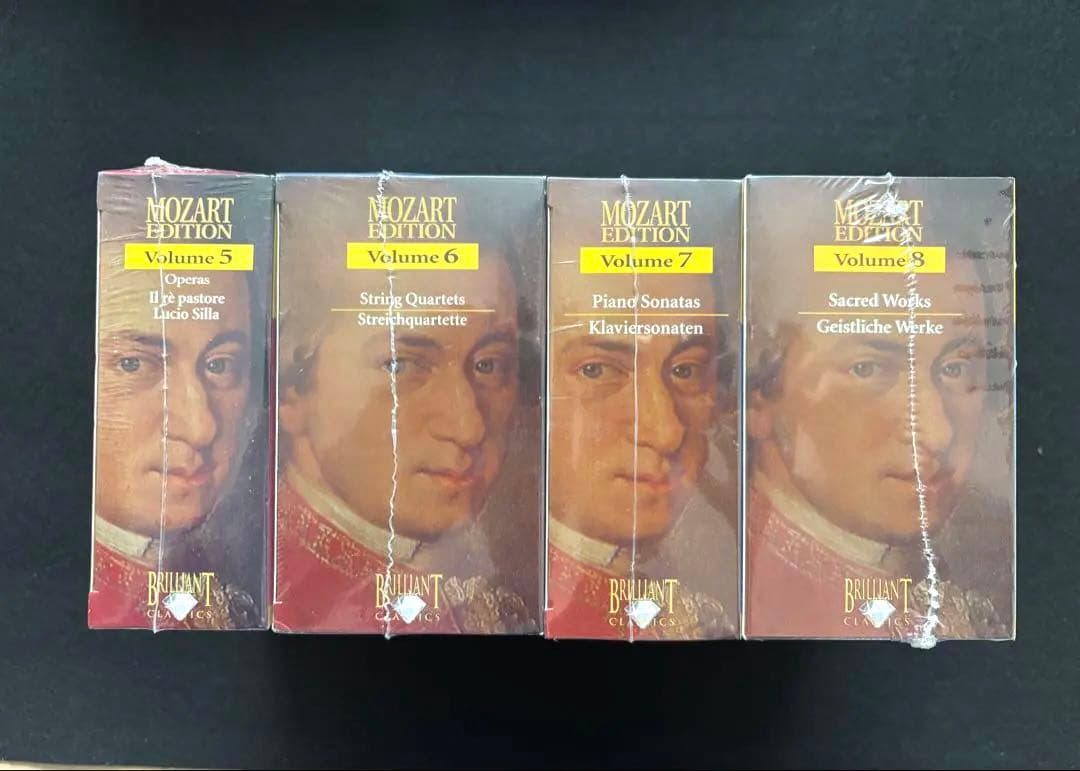 MOZART
EDITION
Volume 5
Operas
Il rè pastore
Lucio Silla
BRILLIANT
CLASSICS
MOZART
EDITION
Volume 6
String Quartets
Streichquartette
BRILLIANT
CLASSICS
MOZART
EDITION
Volume 7
Piano Sonatas
Klaviersonaten
BRILLIANT
CLASSICS
MOZART
EDITION
Volume 8
Sacred Works
Geistliche Werke
BRILLIANT
CLASSICS